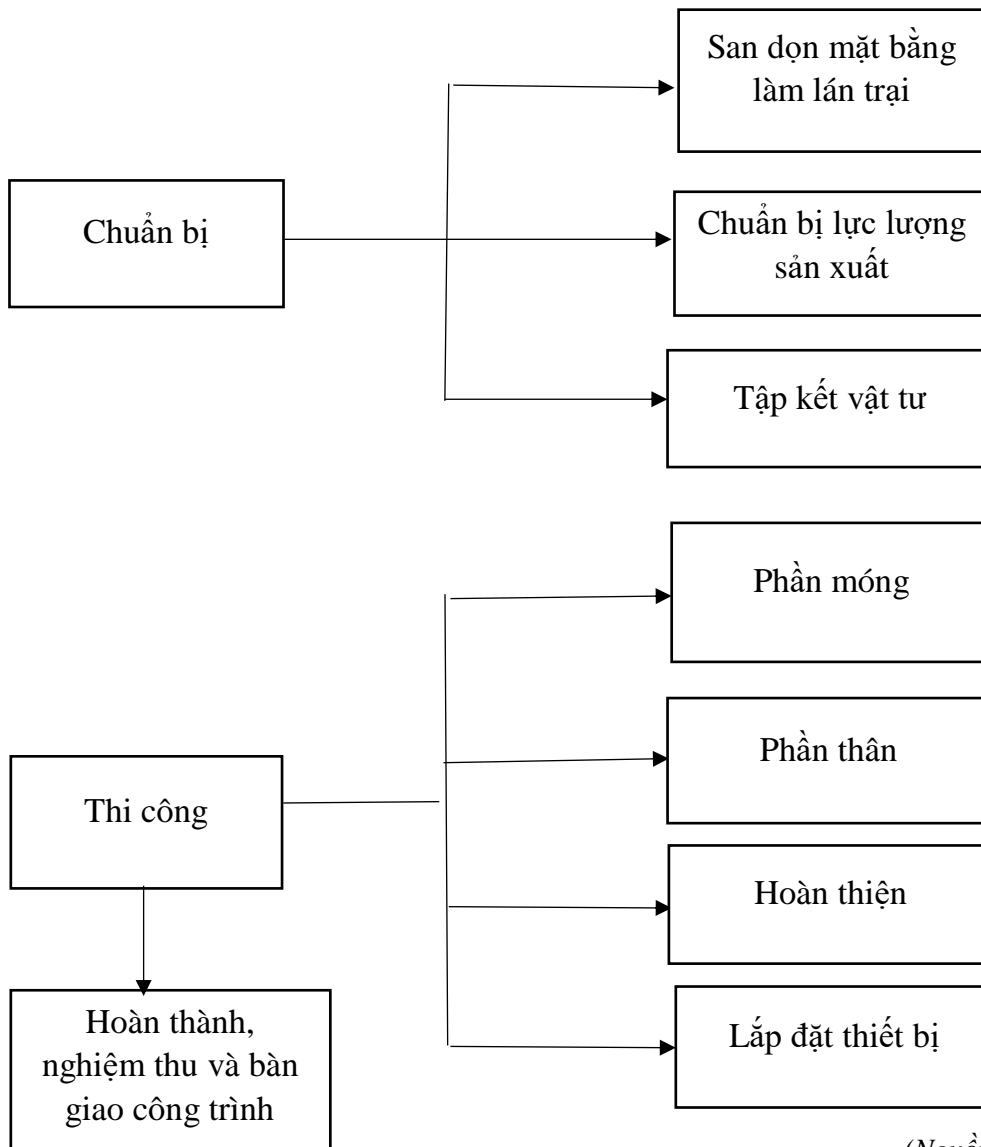 San dọn mặt bằng
làm lán trại
Chuẩn bị
Chuẩn bị lực lượng
sản xuất
Tập kết vật tư
Phần móng
Phần thân
Thi công
Hoàn thiện
Lắp đặt thiết bị
Hoàn thành,
nghiệm thu và bàn
giao công trình